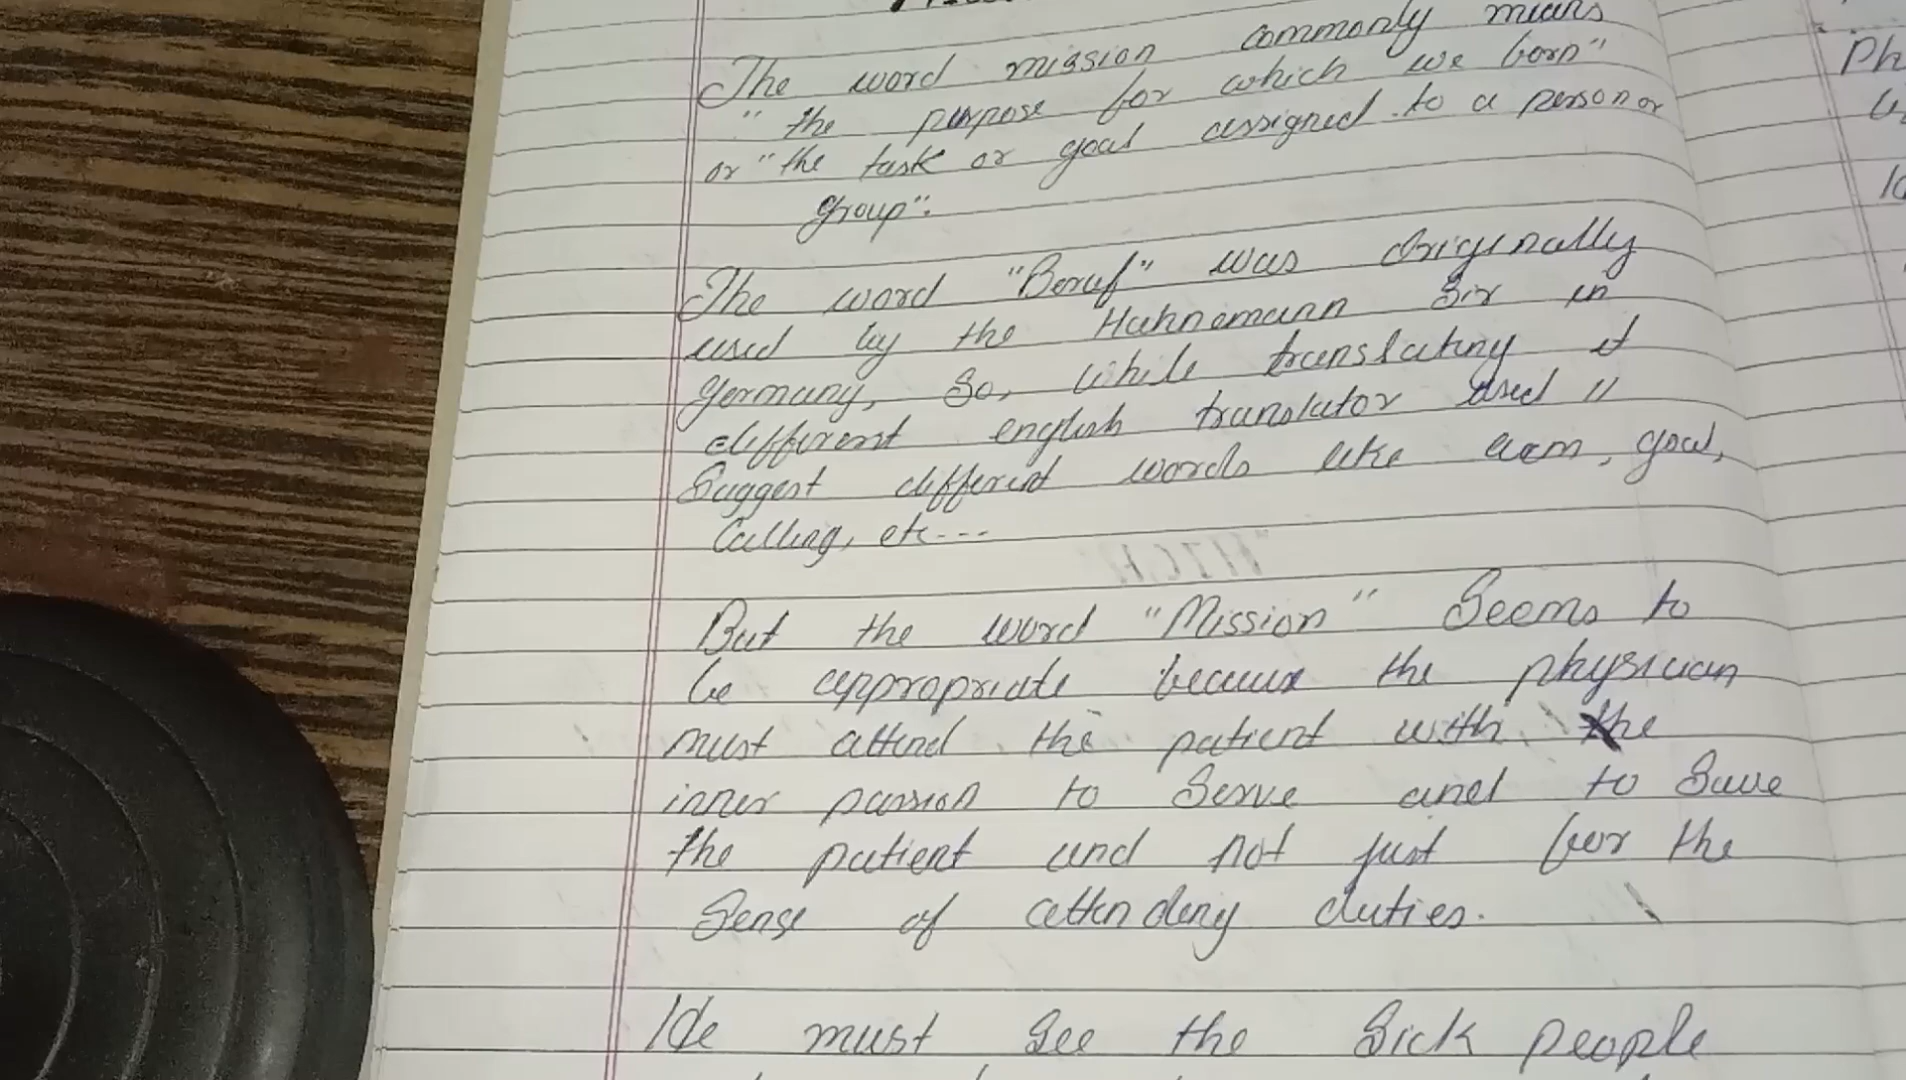 The word mission commonly means
"the purpose for which we born"
or "the task or goal assigned to a person or
group".
The word "Beruf" was Originally
used by the Hahnemann Sir in
Germany, So, while translating it
different english translator used "
Suggest different words like aim, goal,
Calling, etc---
But the word "Mission" Seems to
be appropriate because the physician
must attend the patient with the
inner passion to Serve and to Save
the patient and not just for the
Sense of attending duties.
He must See the Sick people
Ph